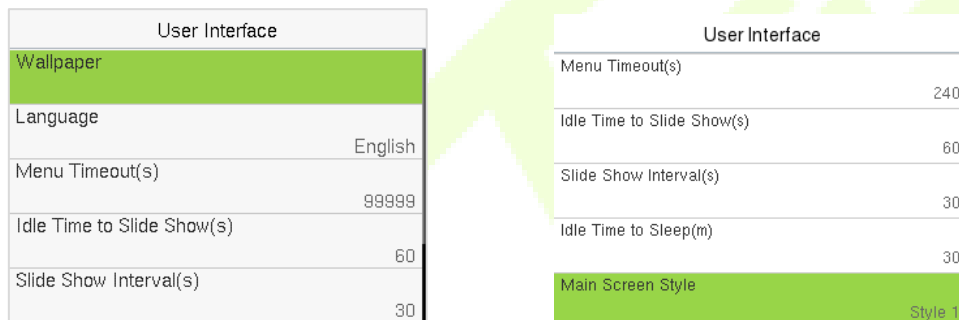 User Interface
Wallpaper
Language
English
Menu Timeout(s)
99999
Idle Time to Slide Show(s)
60
Slide Show Interval(s)
30
User Interface
Menu Timeout(s)
240
Idle Time to Slide Show(s)
60
Slide Show Interval(s)
30
Idle Time to Sleep(m)
30
Main Screen Style
Style 1